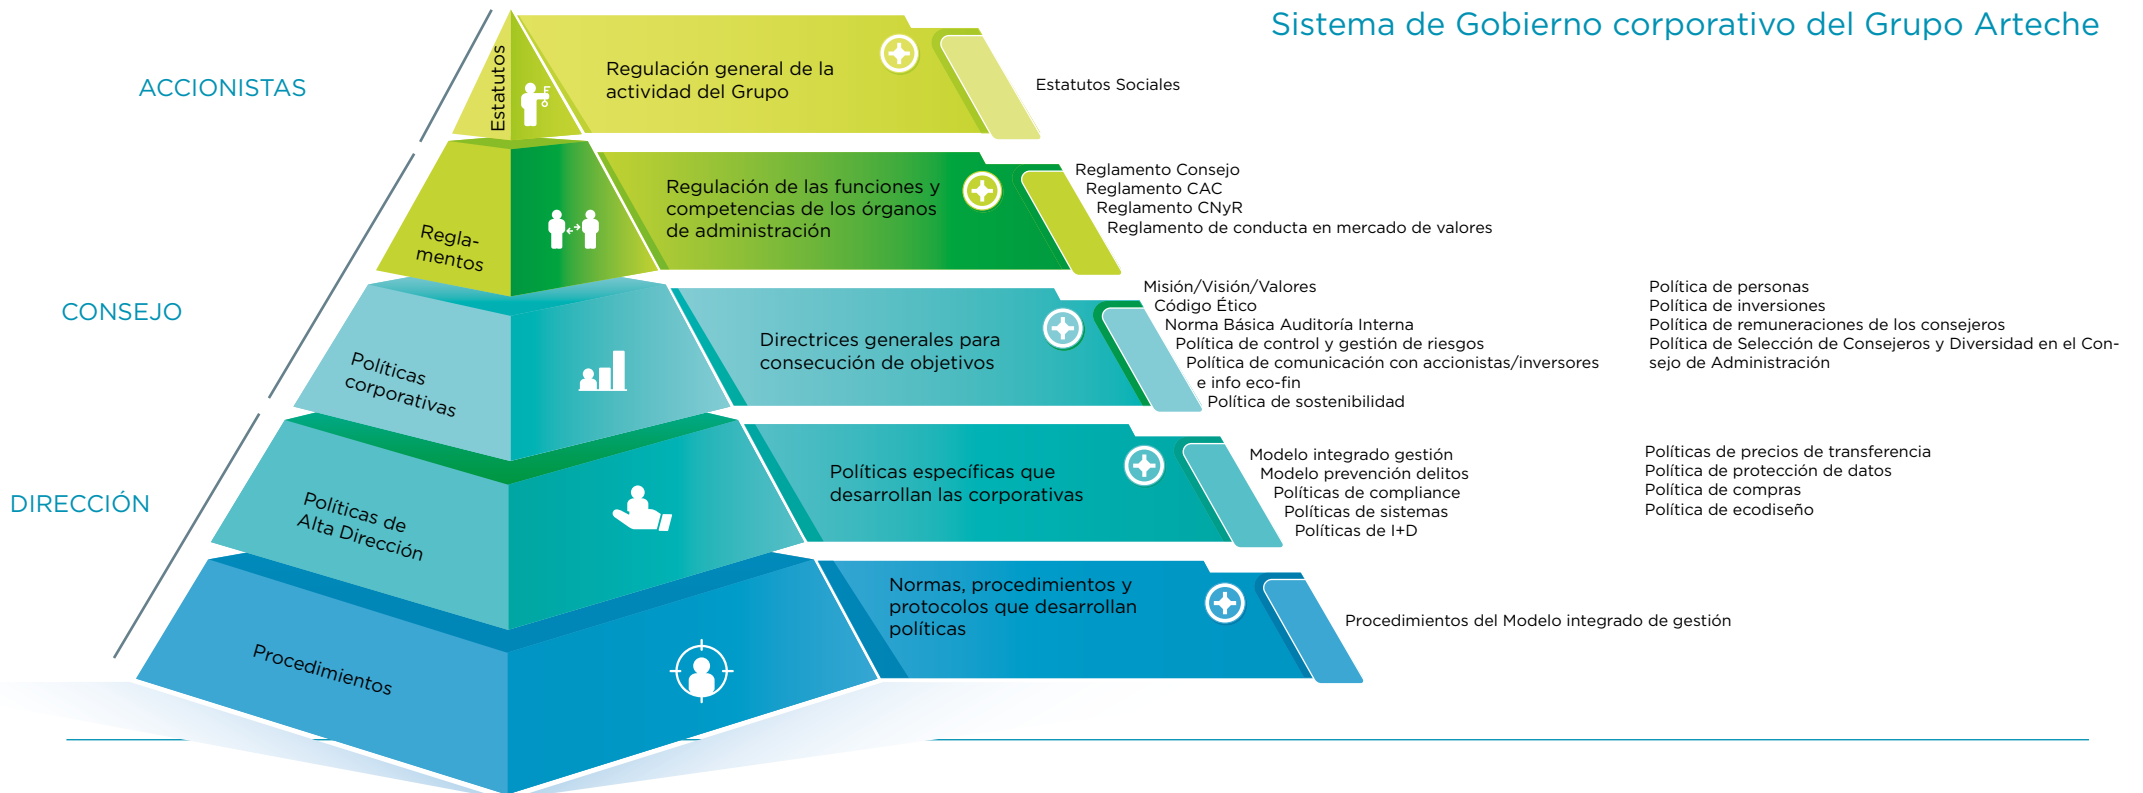 Sistema de Gobierno corporativo del Grupo Arteche
ACCIONISTAS
Estatutos
Regulación general de la
actividad del Grupo
Estatutos Sociales
CONSEJO
Regla-
mentos
Regulación de las funciones y
competencias de los órganos
de administración
Reglamento Consejo
Reglamento CAC
Reglamento CNyR
Reglamento de conducta en mercado de valores
Políticas
corporativas
Directrices generales para
consecución de objetivos
Misión/Visión/Valores
Código Ético
Norma Básica Auditoría Interna
Política de control y gestión de riesgos
Política de comunicación con accionistas/inversores
e info eco-fin
Política de sostenibilidad
Política de personas
Política de inversiones
Política de remuneraciones de los consejeros
Política de Selección de Consejeros y Diversidad en el Con-
sejo de Administración
DIRECCIÓN
Políticas de
Alta Dirección
Políticas específicas que
desarrollan las corporativas
Modelo integrado gestión
Modelo prevención delitos
Políticas de compliance
Políticas de sistemas
Políticas de I+D
Políticas de precios de transferencia
Política de protección de datos
Política de compras
Política de ecodiseño
Procedimientos
Normas, procedimientos y
protocolos que desarrollan
políticas
Procedimientos del Modelo integrado de gestión